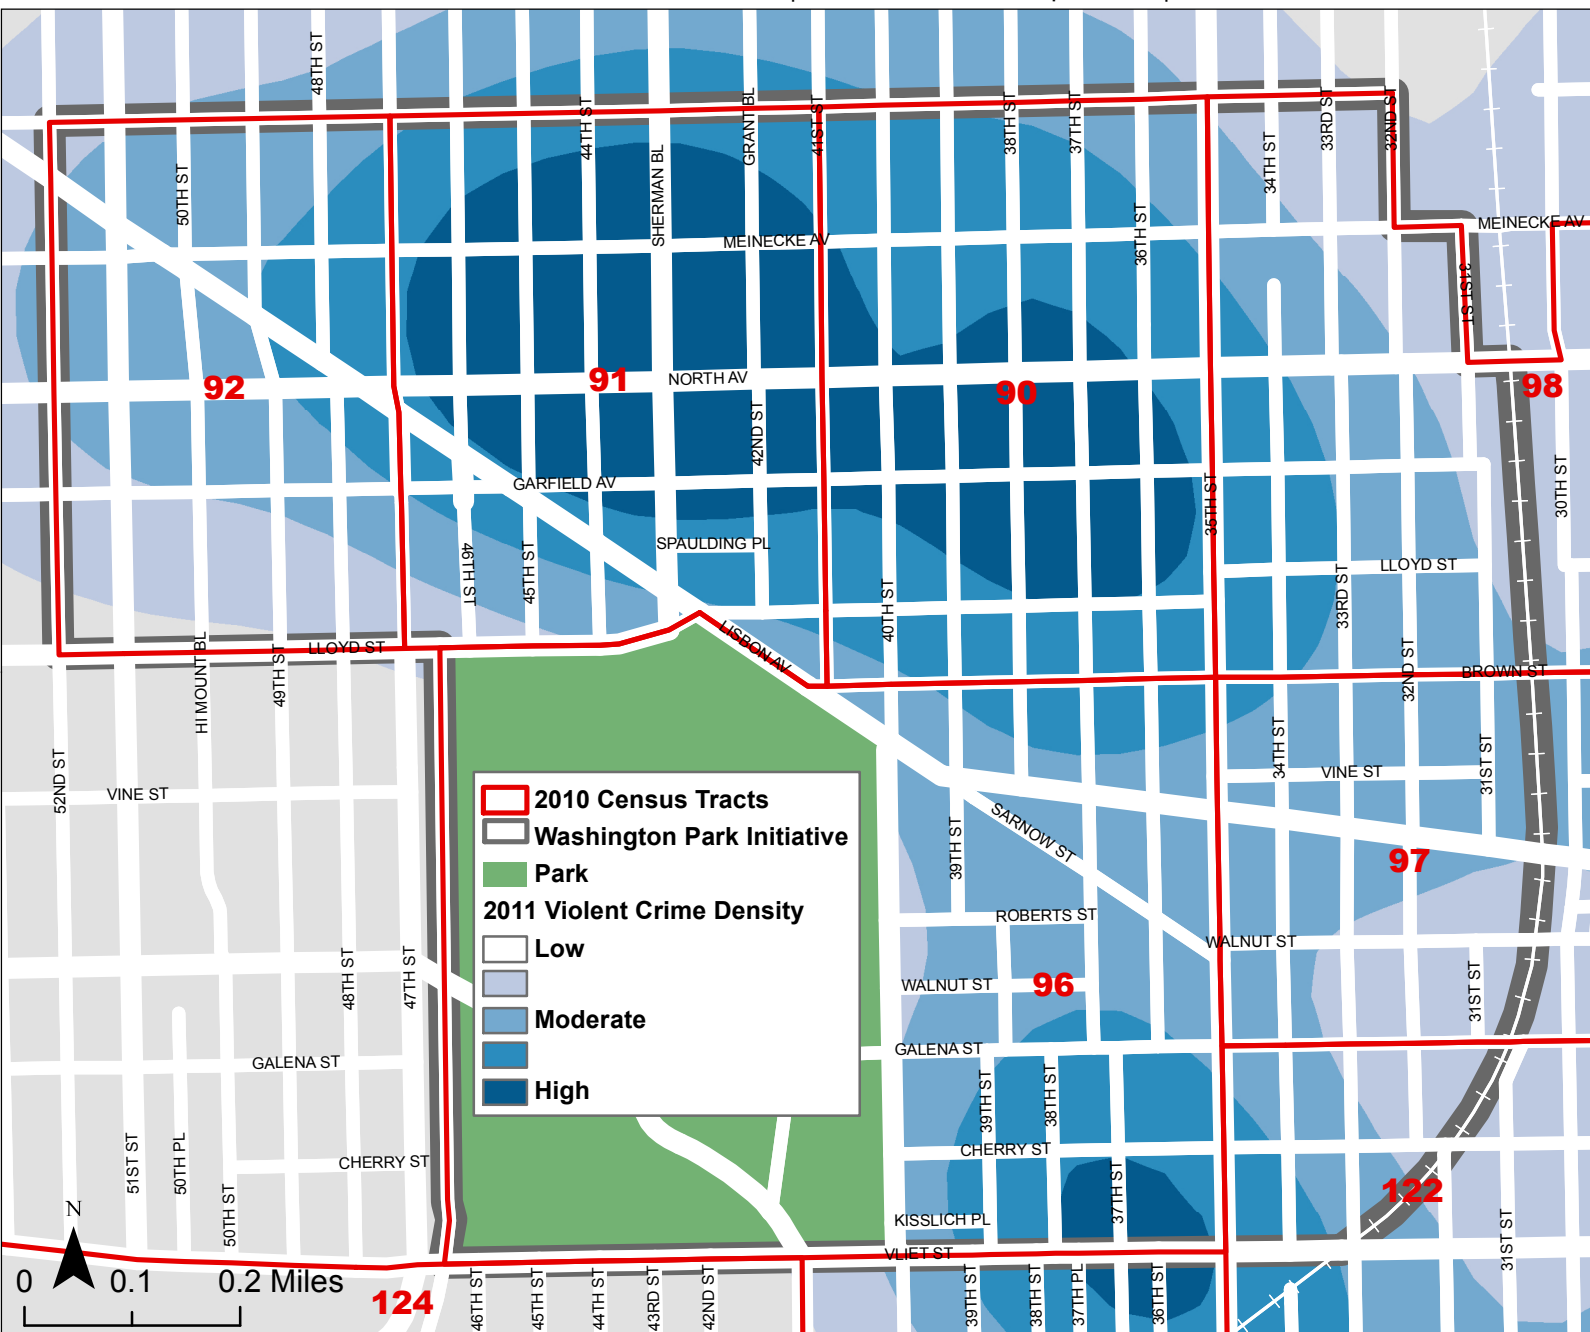 48TH ST
44TH ST
GRANT BL
41ST ST
38TH ST
37TH ST
33RD ST
32ND ST
50TH ST
SHERMAN BL
34TH ST
36TH ST
MEINECKE AV
MEINECKE AV
31ST ST
92
91
NORTH AV
90
98
42ND ST
GARFIELD AV
35TH ST
30TH ST
46TH ST
45TH ST
SPAULDING PL
40TH ST
33RD ST
LLOYD ST
HI MOUNT BL
49TH ST
LLOYD ST
LISBON AV
32ND ST
BROWN ST
52ND ST
VINE ST
34TH ST
VINE ST
31ST ST
2010 Census Tracts
Washington Park Initiative
Park
2011 Violent Crime Density
Low
Moderate
High
SARNOW ST
39TH ST
97
ROBERTS ST
WALNUT ST
48TH ST
47TH ST
WALNUT ST
96
31ST ST
GALENA ST
GALENA ST
39TH ST
38TH ST
51ST ST
50TH PL
50TH ST
CHERRY ST
CHERRY ST
37TH ST
122
KISSLICH PL
VLIET ST
31ST ST
N
0 0.1 0.2 Miles
124
46TH ST
45TH ST
44TH ST
43RD ST
42ND ST
39TH ST
38TH ST
37TH PL
36TH ST